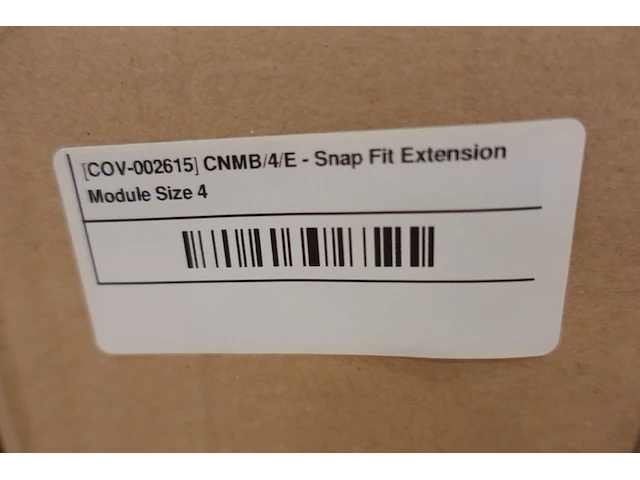 [COV-002615] CNMB/4/E - Snap Fit Extension
Module Size 4